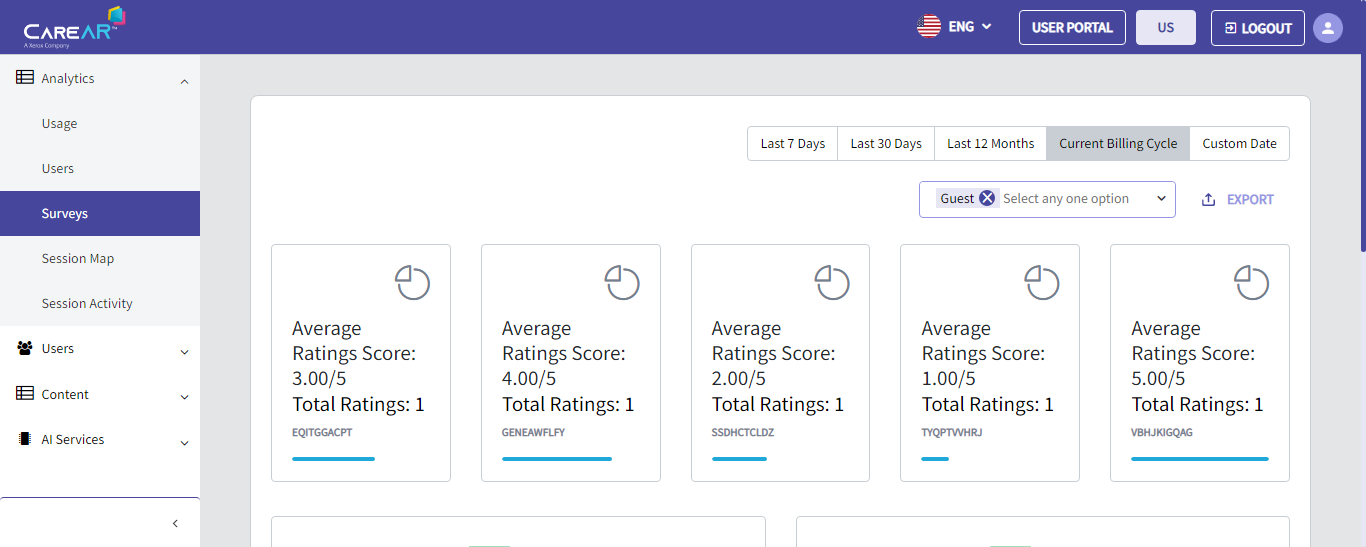 CAREAR™
A Xerox Company
ENG
USER PORTAL
US
LOGOUT
Analytics
Usage
Users
Surveys
Session Map
Session Activity
Users
Content
AI Services
Last 7 Days
Last 30 Days
Last 12 Months
Current Billing Cycle
Custom Date
Guest
Select any one option
EXPORT
Average
Ratings Score:
3.00/5
Total Ratings: 1
EQITGGACPT
Average
Ratings Score:
4.00/5
Total Ratings: 1
GENEAWFLFY
Average
Ratings Score:
2.00/5
Total Ratings: 1
SSDHCTCLDZ
Average
Ratings Score:
1.00/5
Total Ratings: 1
TYQPTVVHRJ
Average
Ratings Score:
5.00/5
Total Ratings: 1
VBHJKIGQAG